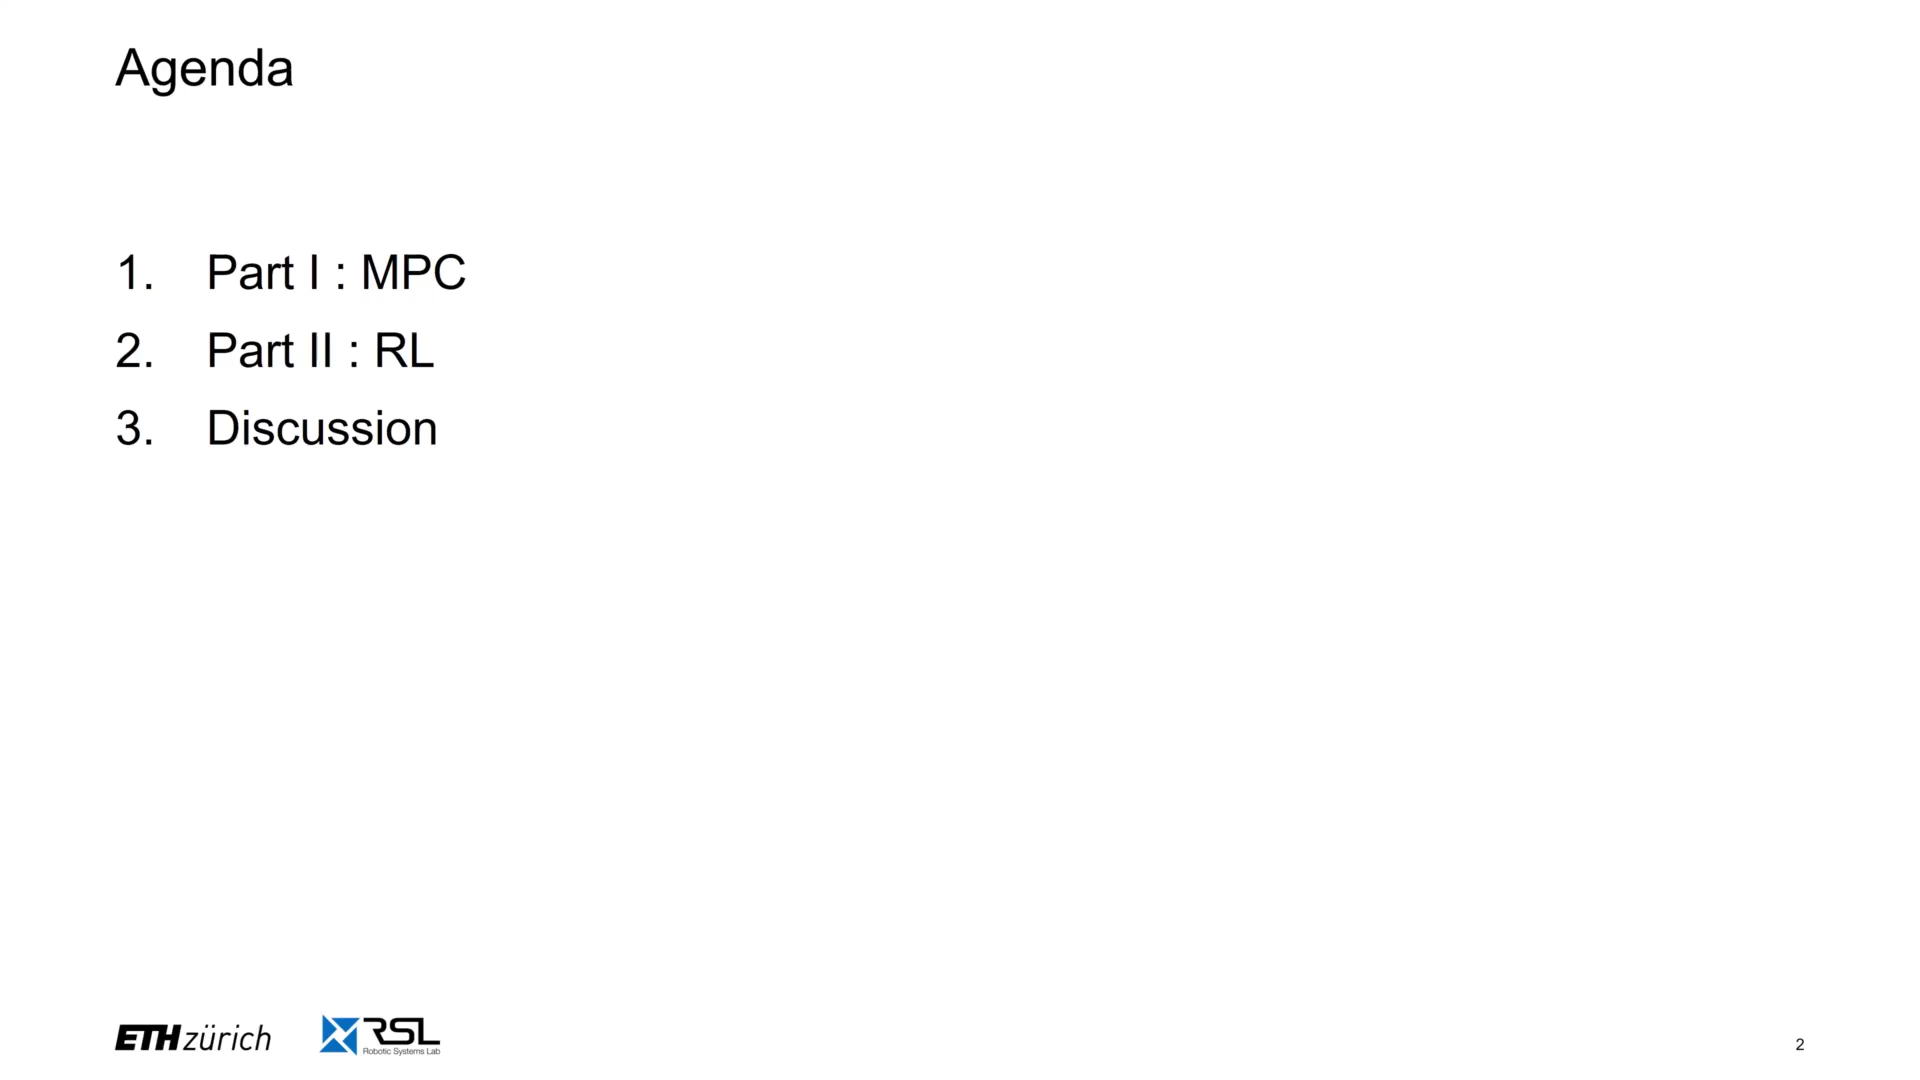 Agenda
1. Part I : MPC
2. Part II : RL
3. Discussion
ETH zürich
RSL
Robotic Systems Lab
2